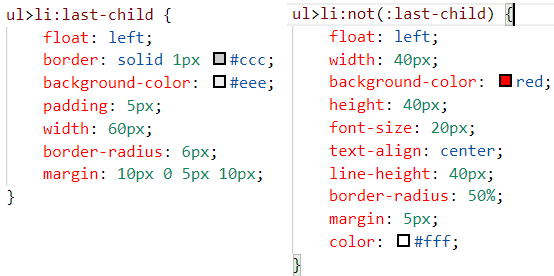 ul>li:last-child {
float: left;
border: solid 1px #ccc;
background-color: #eee;
padding: 5px;
width: 60px;
border-radius: 6px;
margin: 10px 0 5px 10px;
}
ul>li:not(:last-child) {
float: left;
width: 40px;
background-color: red;
height: 40px;
font-size: 20px;
text-align: center;
line-height: 40px;
border-radius: 50%;
margin: 5px;
color: #fff;
}